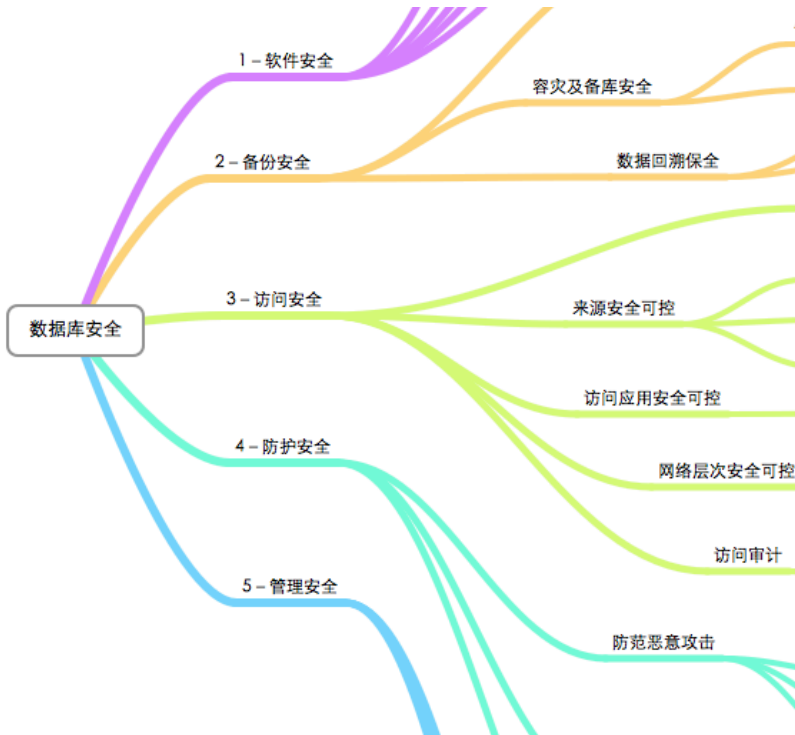 1 – 软件安全
容灾及备库安全
2 – 备份安全
数据回溯保全
3 – 访问安全
来源安全可控
数据库安全
访问应用安全可控
4 – 防护安全
网络层次安全可控
访问审计
5 – 管理安全
防范恶意攻击